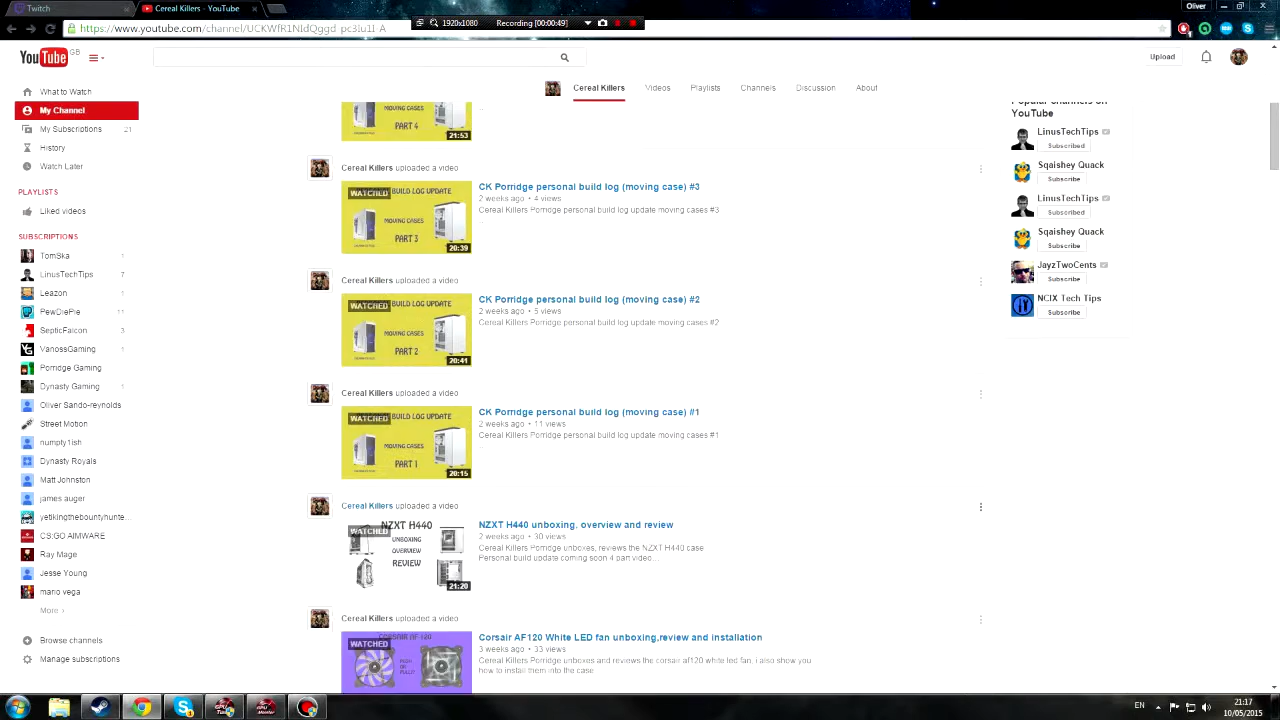 Twitch
Cereal Killers - YouTube
Oliver
1920x1080
Recording [00:00:49]
YouTube GB
Upload
What to Watch
My Channel
My Subscriptions 21
History
Watch Later
PLAYLISTS
Liked videos
SUBSCRIPTIONS
TomSka 1
LinusTechTips 7
Leazon 1
PewDiePie 11
SepticFalcon 3
VanossGaming 1
Porridge Gaming
Dynasty Gaming 1
Oliver Sando-reynolds
Street Motion
numpty1ish
Dynasty Royals
Matt Johnston
james auger
yetikingthebountyhunte...
CS:GO AIMWARE
Ray Mage
Jesse Young
mario vega
More ›
Browse channels
Manage subscriptions
Cereal Killers
Videos
Playlists
Channels
Discussion
About
MOVING CASES
PART 4
21:53
...
Cereal Killers uploaded a video
WATCHED
BUILD LOG UPDATE
MOVING CASES
PART 3
20:39
CK Porridge personal build log (moving case) #3
2 weeks ago • 4 views
Cereal Killers Porridge personal build log update moving cases #3
Cereal Killers uploaded a video
WATCHED
BUILD LOG UPDATE
MOVING CASES
PART 2
20:41
CK Porridge personal build log (moving case) #2
2 weeks ago • 5 views
Cereal Killers Porridge personal build log update moving cases #2
Cereal Killers uploaded a video
WATCHED
BUILD LOG UPDATE
MOVING CASES
PART 1
20:15
CK Porridge personal build log (moving case) #1
2 weeks ago • 11 views
Cereal Killers Porridge personal build log update moving cases #1
...
Cereal Killers uploaded a video
NZXT H440
WATCHED
UNBOXING
OVERVIEW
REVIEW
21:20
NZXT H440 unboxing, overview and review
2 weeks ago • 30 views
Cereal Killers Porridge unboxes, reviews the NZXT H440 case
Personal build update coming soon 4 part video...
Cereal Killers uploaded a video
CORSAIR AF 120
WATCHED
PUSH
OR
PULL?
Corsair AF120 White LED fan unboxing,review and installation
3 weeks ago • 33 views
Cereal Killers Porridge unboxes and reviews the corsair af120 white led fan, i also show you
how to install them into the case
Popular channels on
YouTube
LinusTechTips
Subscribed
Sqaishey Quack
Subscribe
LinusTechTips
Subscribed
Sqaishey Quack
Subscribe
JayzTwoCents
Subscribe
NCIX Tech Tips
Subscribe
EN
21:17
10/05/2015